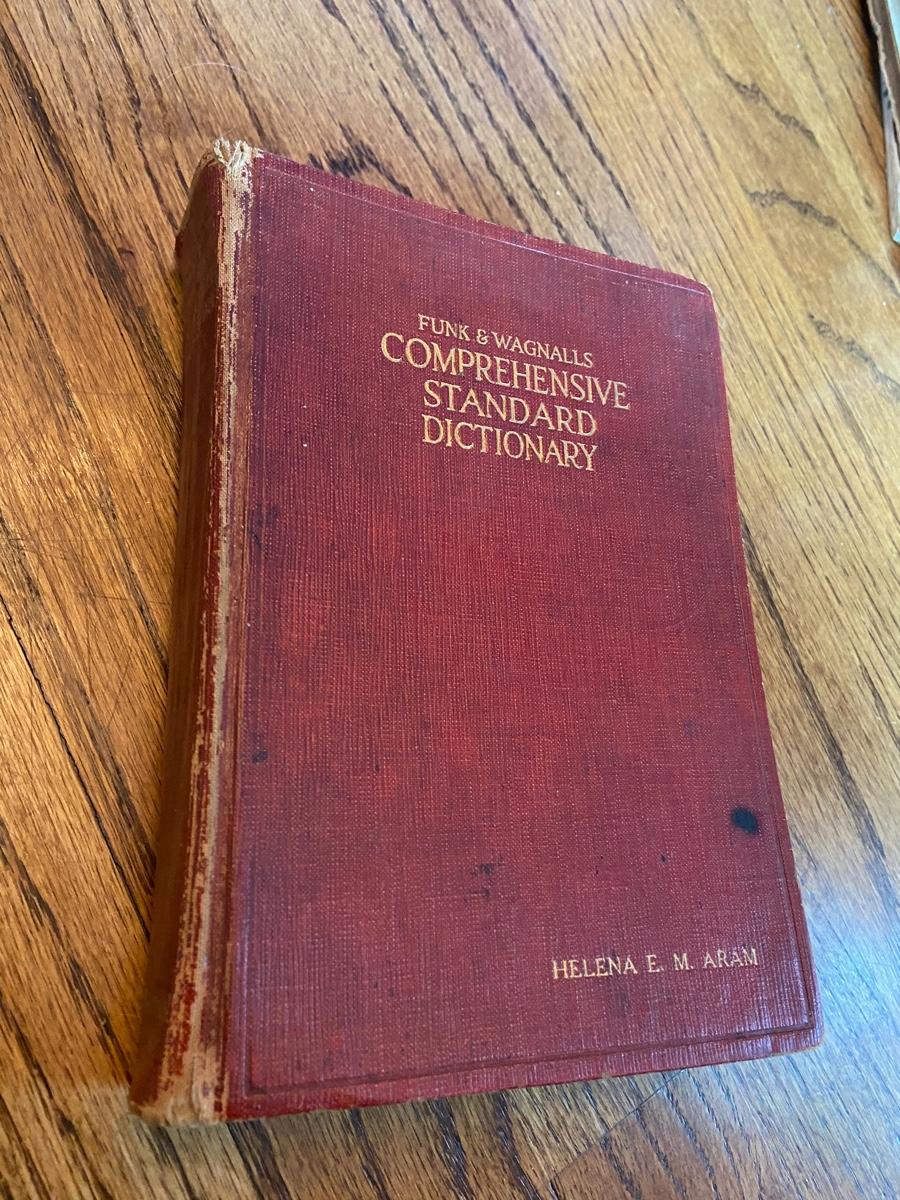 FUNK & WAGNALLS
COMPREHENSIVE
STANDARD
DICTIONARY
HELENA E. M. ARAM